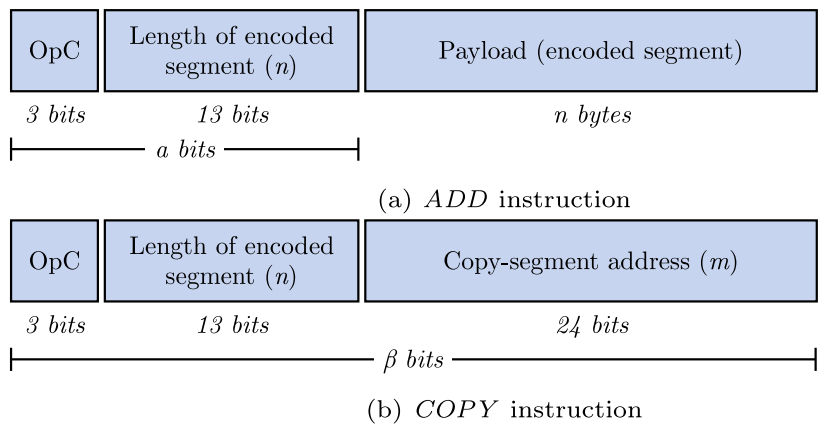 OpC
Length of encoded
segment (n)
Payload (encoded segment)
3 bits
13 bits
n bytes
a bits
(a) ADD instruction
OpC
Length of encoded
segment (n)
Copy-segment address (m)
3 bits
13 bits
24 bits
β bits
(b) COPY instruction